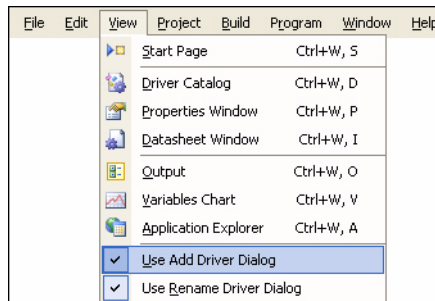 File Edit View Project Build Program Window Help
Start Page Ctrl+W, S
Driver Catalog Ctrl+W, D
Properties Window Ctrl+W, P
Datasheet Window Ctrl+W, I
Output Ctrl+W, O
Variables Chart Ctrl+W, V
Application Explorer Ctrl+W, A
Use Add Driver Dialog
Use Rename Driver Dialog